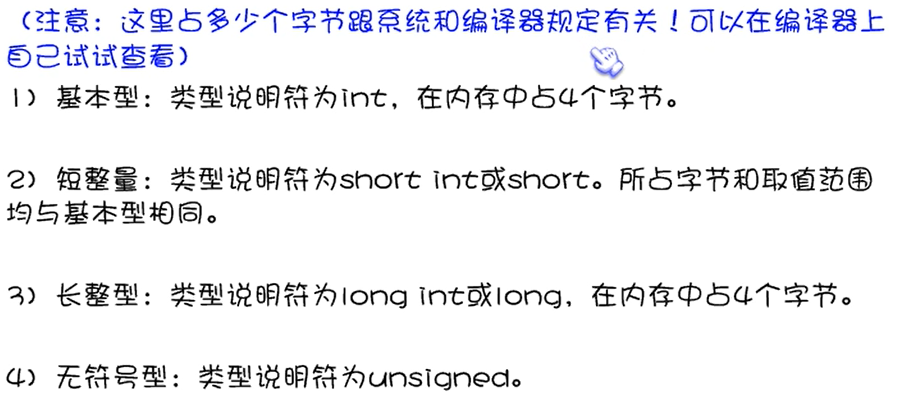 （注意：这里占多少个字节跟系统和编译器规定有关！可以在编译器上
自己试试查看）
1）基本型：类型说明符为int，在内存中占4个字节。
2）短整量：类型说明符为short int或short。所占字节和取值范围
均与基本型相同。
3）长整型：类型说明符为long int或long，在内存中占4个字节。
4）无符号型：类型说明符为unsigned。